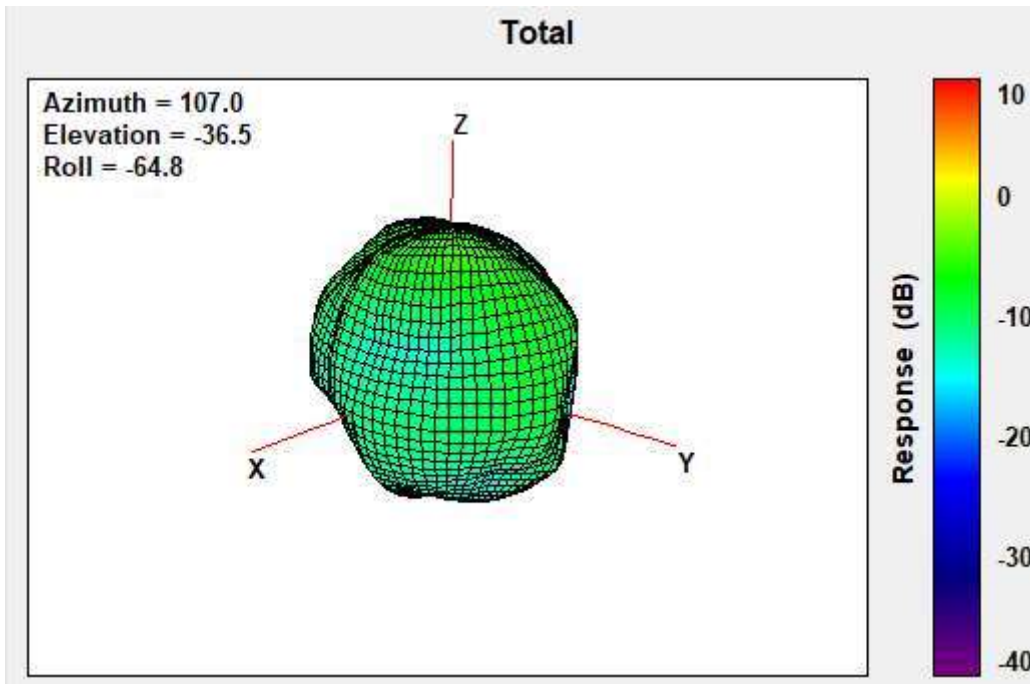 Total
Azimuth = 107.0
Elevation = -36.5
Roll = -64.8
Z
X
Y
10
0
-10
-20
-30
-40
Response (dB)